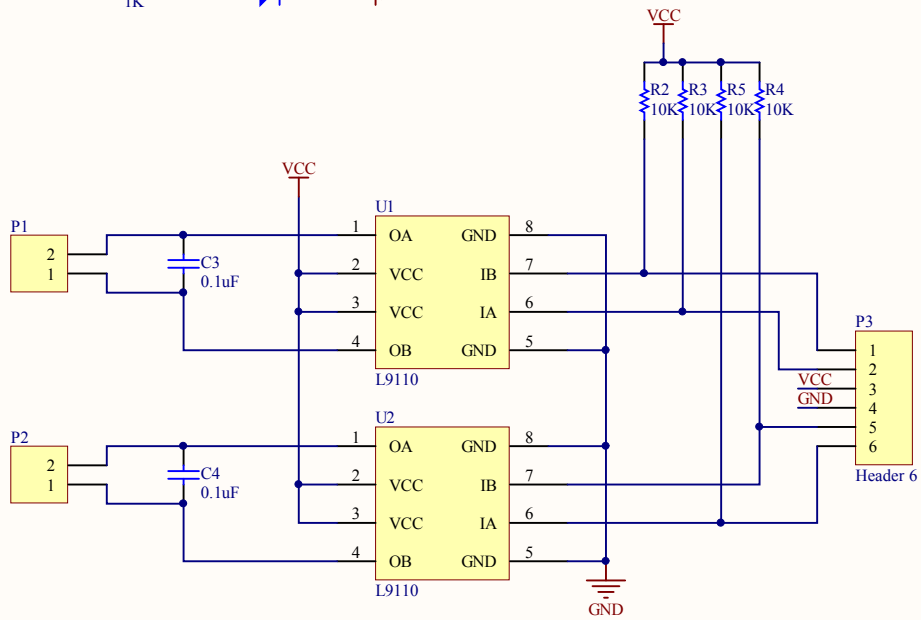 1K
VCC
R2
10K
R3
10K
R5
10K
R4
10K
VCC
P1
2
1
C3
0.1uF
U1
1 OA GND 8
2 VCC IB 7
3 VCC IA 6
4 OB GND 5
L9110
P3
1
2
VCC 3
GND 4
5
6
Header 6
P2
2
1
C4
0.1uF
U2
1 OA GND 8
2 VCC IB 7
3 VCC IA 6
4 OB GND 5
L9110
GND